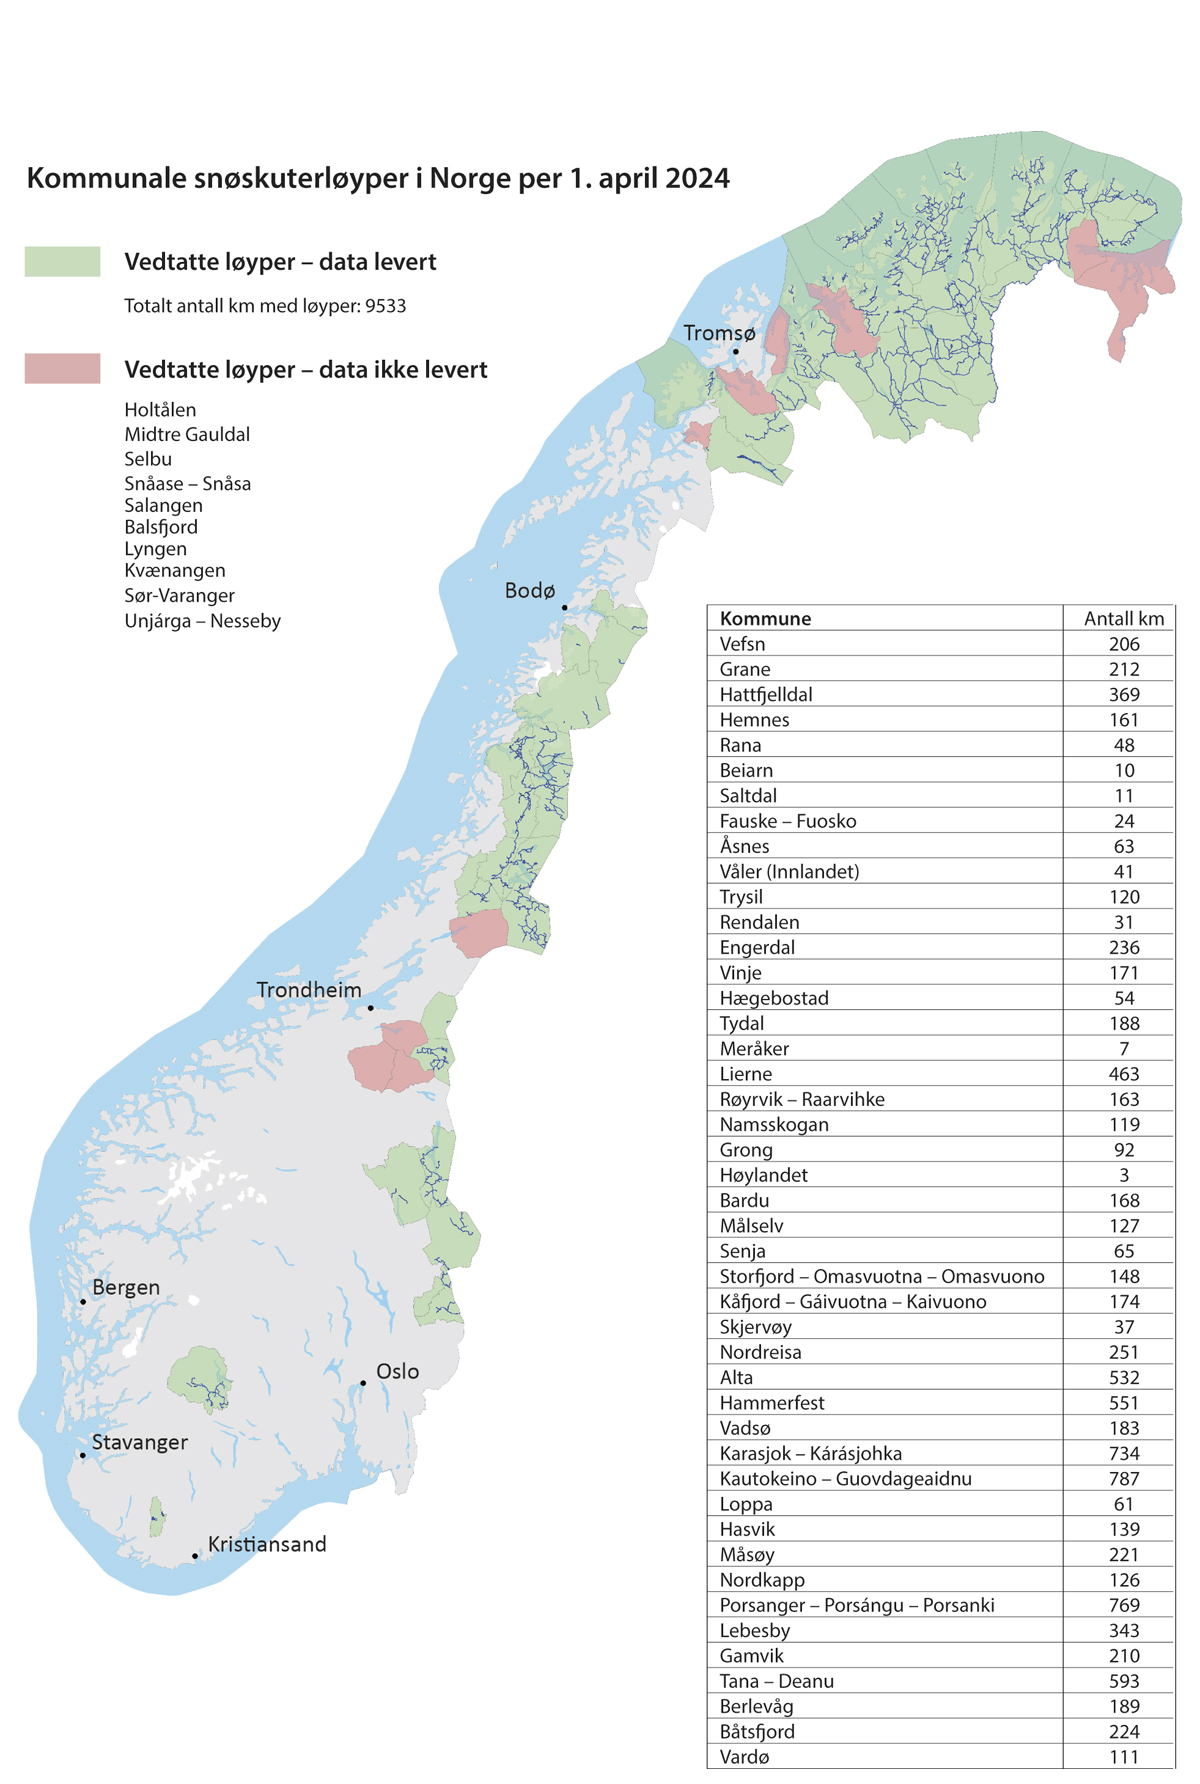 Kommunale snøskuterløyper i Norge per 1. april 2024
Vedtatte løyper – data levert
Totalt antall km med løyper: 9533
Vedtatte løyper – data ikke levert
Holtålen
Midtre Gauldal
Selbu
Snåase – Snåsa
Salangen
Balsfjord
Lyngen
Kvænangen
Sør-Varanger
Unjárga – Nesseby
Tromsø
Bodø
Trondheim
Bergen
Oslo
Stavanger
Kristiansand
Kommune Antall km
Vefsn 206
Grane 212
Hattfjelldal 369
Hemnes 161
Rana 48
Beiarn 10
Saltdal 11
Fauske – Fuosko 24
Åsnes 63
Våler (Innlandet) 41
Trysil 120
Rendalen 31
Engerdal 236
Vinje 171
Hægebostad 54
Tydal 188
Meråker 7
Lierne 463
Røyrvik – Raarvihke 163
Namsskogan 119
Grong 92
Høylandet 3
Bardu 168
Målselv 127
Senja 65
Storfjord – Omasvuotna – Omasvuono 148
Kåfjord – Gáivuotna – Kaivuono 174
Skjervøy 37
Nordreisa 251
Alta 532
Hammerfest 551
Vadsø 183
Karasjok – Kárásjohka 734
Kautokeino – Guovdageaidnu 787
Loppa 61
Hasvik 139
Måsøy 221
Nordkapp 126
Porsanger – Porsángu – Porsanki 769
Lebesby 343
Gamvik 210
Tana – Deanu 593
Berlevåg 189
Båtsfjord 224
Vardø 111